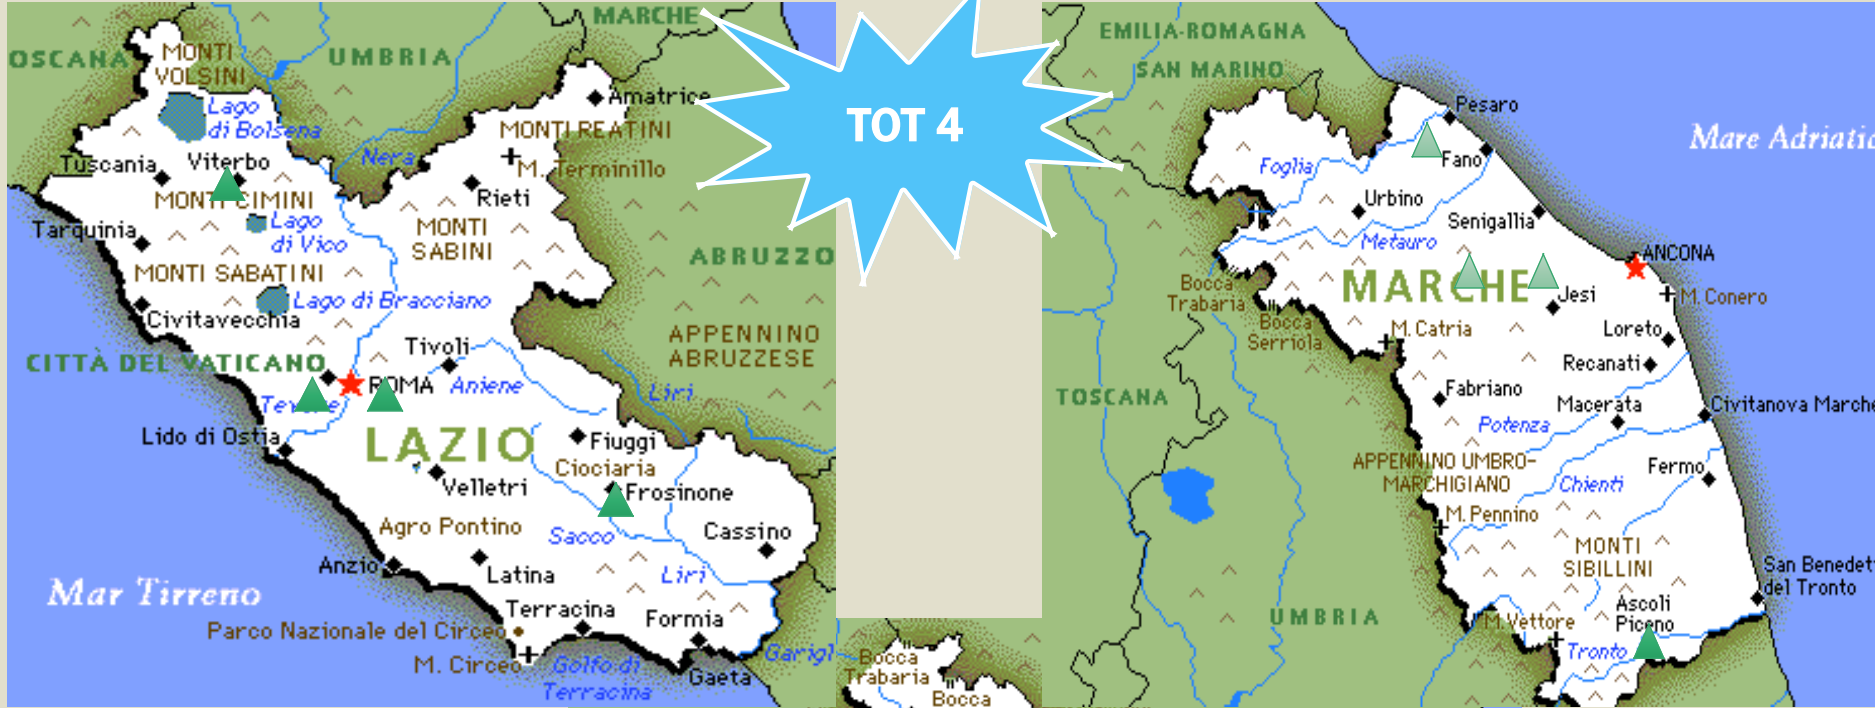 MARCHE
OSCANA
MONTI
VOLSINI
UMBRIA
Lago
di Bolsena
Amatrice
MONTI REATINI
Nera
M. Terminillo
Tuscania
Viterbo
MONTI CIMINI
Rieti
Lago
di Vico
Tarquinia
MONTI
SABINI
MONTI SABATINI
ABRUZZO
Lago di Bracciano
Civitavecchia
APPENNINO
ABRUZZESE
Tivoli
CITTÀ DEL VATICANO
ROMA
Aniene
Tevere
Liri
Lido di Ostia
LAZIO
Fiuggi
Ciociaria
Velletri
Frosinone
Agro Pontino
Sacco
Cassino
Anzio
Latina
Liri
Mar Tirreno
Terracina
Formia
Parco Nazionale del Circeo
M. Circeo
Golfo di
Terracina
Gaeta
Garigl
TOT 4
Bocca
Trabaria
Bocca
EMILIA-ROMAGNA
SAN MARINO
Pesaro
Mare Adriatic
Fano
Foglia
Urbino
Senigallia
Metauro
ANCONA
Bocca
Trabaria
MARCHE
Jesi
M. Conero
Bocca
Serriola
M. Catria
Loreto
Recanati
TOSCANA
Fabriano
Macerata
Civitanova Marche
Potenza
APPENNINO UMBRO-
MARCHIGIANO
Fermo
Chienti
M. Pennino
MONTI
SIBILLINI
San Benedet
del Tronto
UMBRIA
Ascoli
Piceno
M. Vettore
Tronto